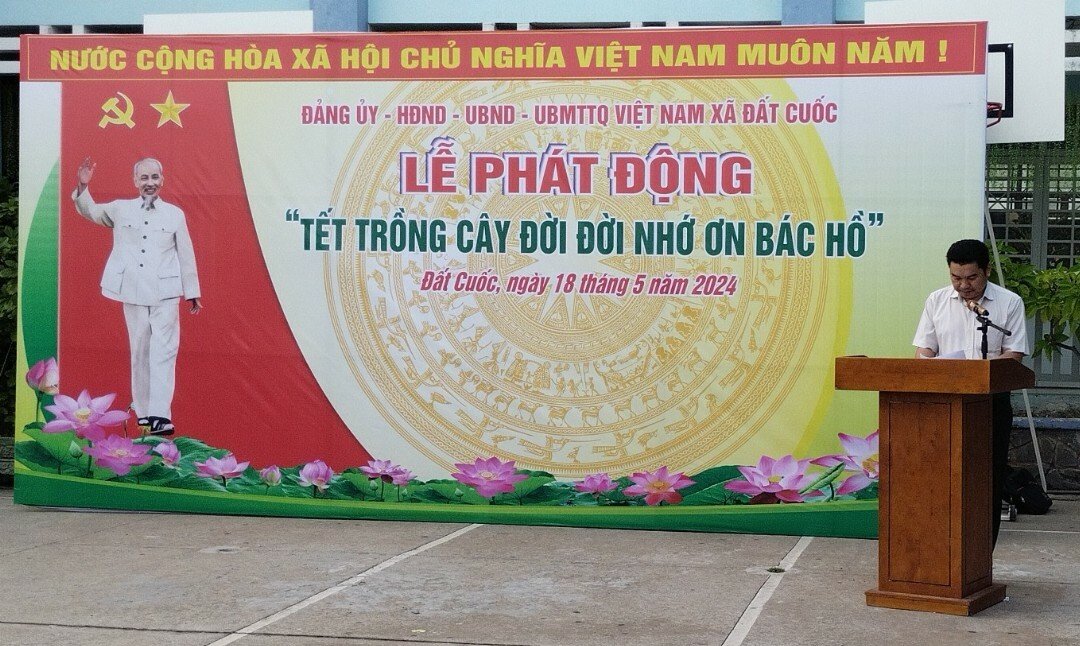 NƯỚC CỘNG HÒA XÃ HỘI CHỦ NGHĨA VIỆT NAM MUÔN NĂM !
ĐẢNG ỦY - HĐND - UBND - UBMTTQ VIỆT NAM XÃ ĐẤT CUỐC
LỄ PHÁT ĐỘNG
“TẾT TRỒNG CÂY ĐỜI ĐỜI NHỚ ƠN BÁC HỒ”
Đất Cuốc, ngày 18 tháng 5 năm 2024